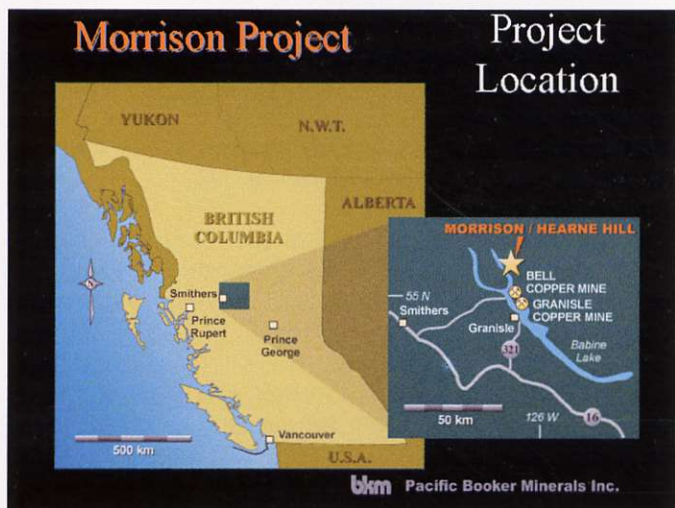 Morrison Project
Project
Location
YUKON
N.W.T.
ALBERTA
BRITISH
COLUMBIA
N
Smithers
Prince
Rupert
Prince
George
Vancouver
500 km
U.S.A.
MORRISON / HEARNE HILL
BELL
COPPER MINE
GRANISLE
COPPER MINE
55 N
Smithers
Granisle
Babine
Lake
321
50 km
126 W
16
bkm Pacific Booker Minerals Inc.